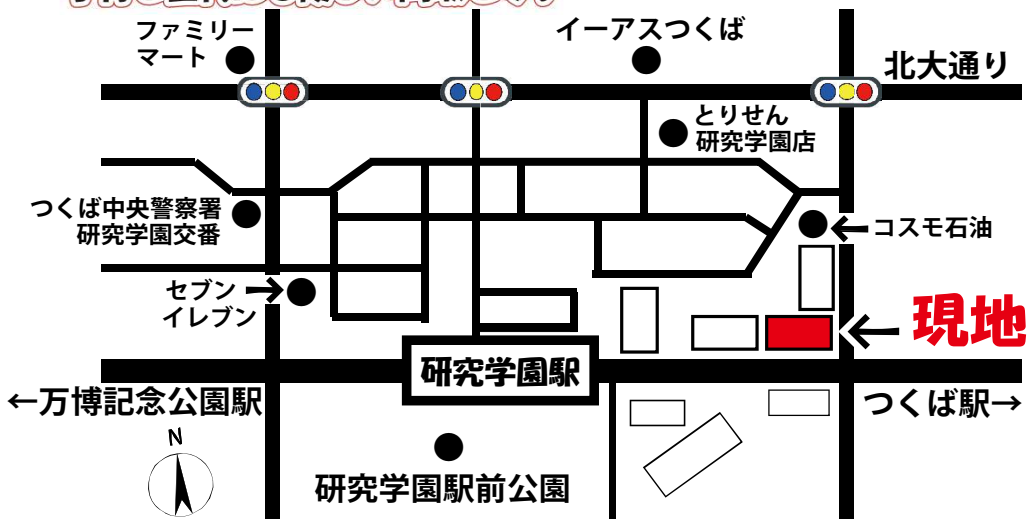 ファミリー
マート
イーアスつくば
北大通り
とりせん
研究学園店
つくば中央警察署
研究学園交番
コスモ石油
セブン
イレブン
現地
研究学園駅
←万博記念公園駅
つくば駅→
N
研究学園駅前公園